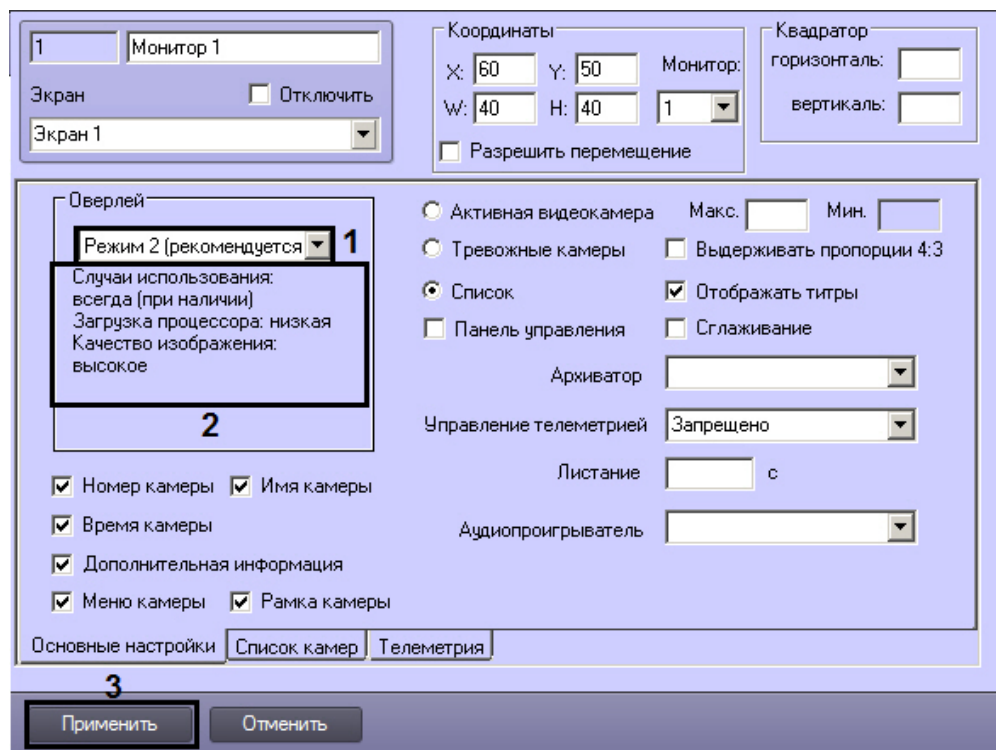 1 Монитор 1
Экран Отключить
Экран 1
Координаты
X: 60 Y: 50 Монитор:
W: 40 H: 40 1
Разрешить перемещение
Квадратор
горизонталь:
вертикаль:
Оверлей
Режим 2 (рекомендуется 1
Случаи использования:
всегда (при наличии)
Загрузка процессора: низкая
Качество изображения:
высокое
2
Активная видеокамера Макс. Мин.
Тревожные камеры Выдерживать пропорции 4:3
Список Отображать титры
Панель управления Сглаживание
Архиватор
Управление телеметрией Запрещено
Листание с
Аудиопроигрыватель
Номер камеры Имя камеры
Время камеры
Дополнительная информация
Меню камеры Рамка камеры
Основные настройки Список камер Телеметрия
3
Применить Отменить